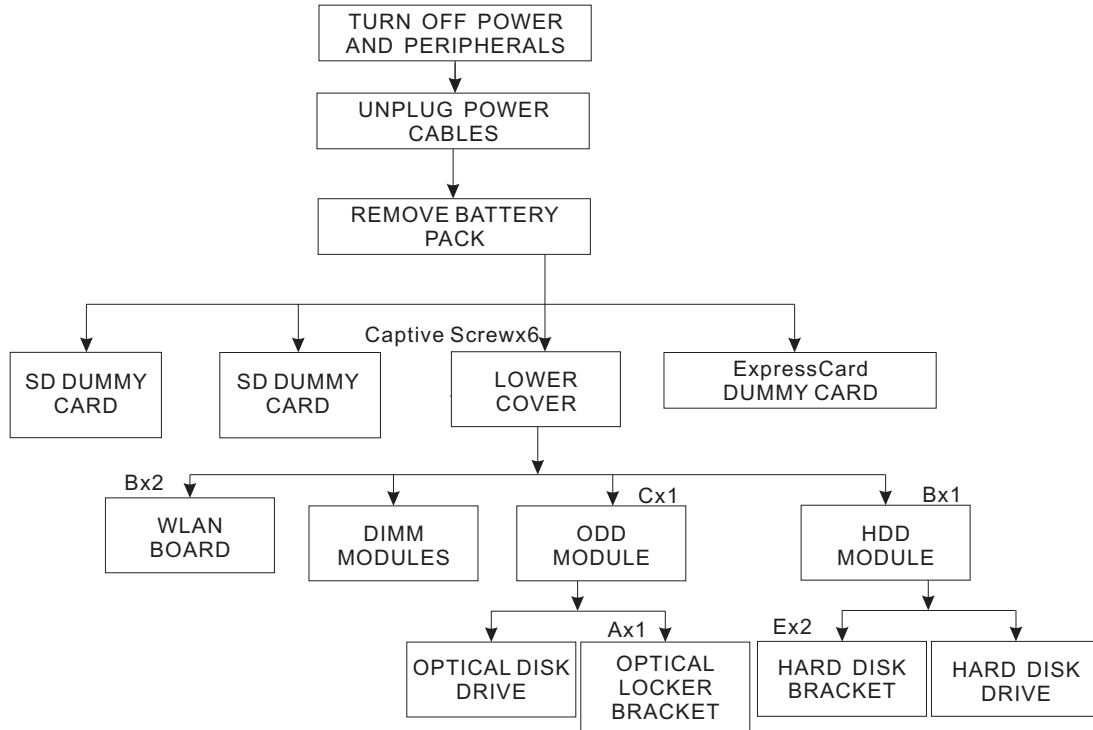 TURN OFF POWER
AND PERIPHERALS
UNPLUG POWER
CABLES
REMOVE BATTERY
PACK
Captive Screwx6
SD DUMMY
CARD
SD DUMMY
CARD
LOWER
COVER
ExpressCard
DUMMY CARD
Bx2
WLAN
BOARD
DIMM
MODULES
Cx1
ODD
MODULE
Bx1
HDD
MODULE
OPTICAL DISK
DRIVE
Ax1
OPTICAL
LOCKER
BRACKET
Ex2
HARD DISK
BRACKET
HARD DISK
DRIVE